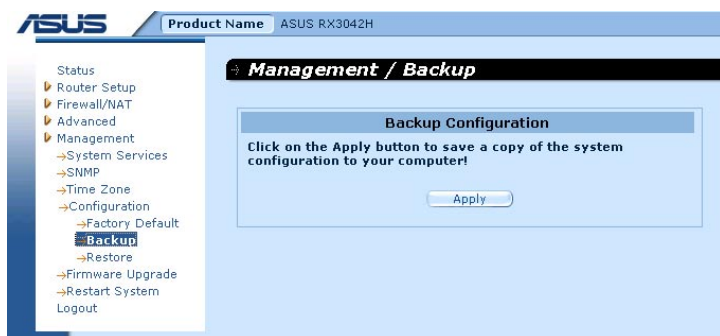 ASUS
Product Name ASUS RX3042H
Status
Router Setup
Firewall/NAT
Advanced
Management
System Services
SNMP
Time Zone
Configuration
Factory Default
Backup
Restore
Firmware Upgrade
Restart System
Logout
Management / Backup
Backup Configuration
Click on the Apply button to save a copy of the system
configuration to your computer!
Apply